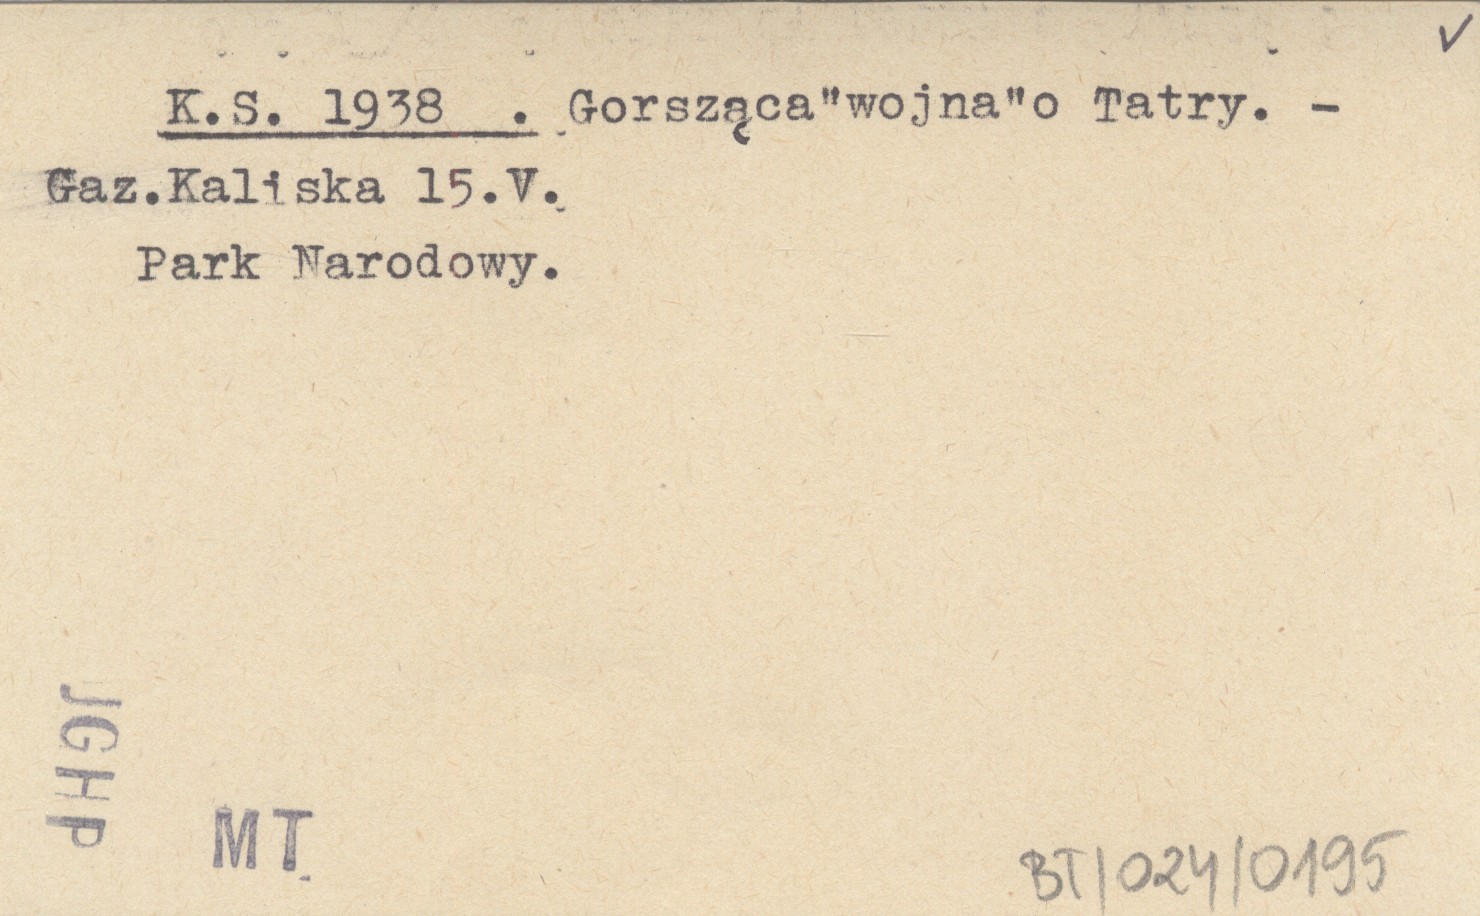 K.S. 1938 . Gorsząca"wojna"o Tatry. -
Gaz.Kaliska 15.V.
Park Narodowy.
JGHP
MT
BT/024/0195